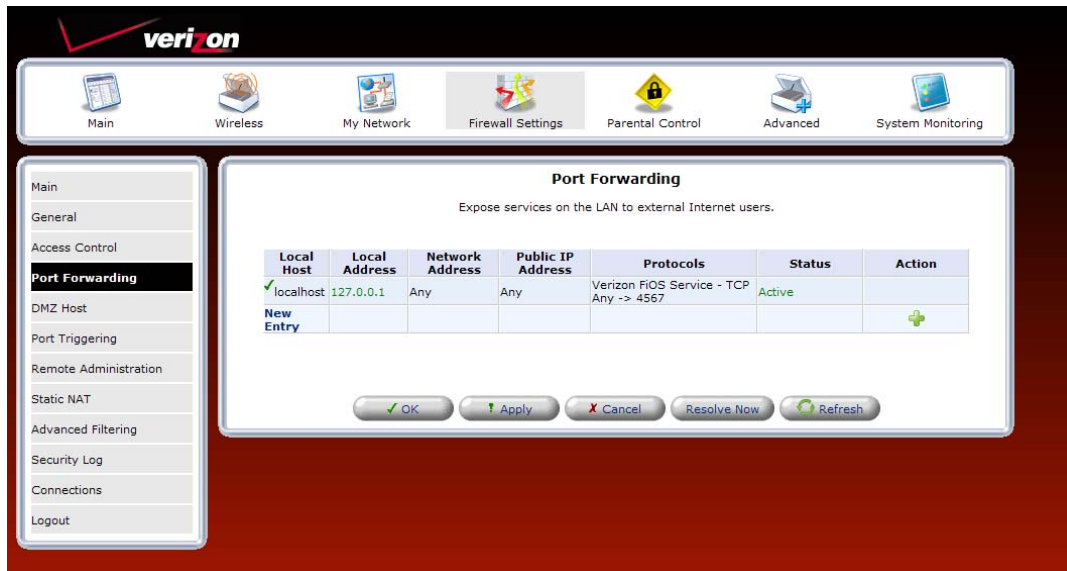 verizon
Main
Wireless
My Network
Firewall Settings
Parental Control
Advanced
System Monitoring
Main
General
Access Control
Port Forwarding
DMZ Host
Port Triggering
Remote Administration
Static NAT
Advanced Filtering
Security Log
Connections
Logout
Port Forwarding
Expose services on the LAN to external Internet users.
Local Host Local Address Network Address Public IP Address Protocols Status Action
localhost 127.0.0.1 Any Any Verizon FiOS Service - TCP Any -> 4567 Active
New Entry
OK Apply Cancel Resolve Now Refresh